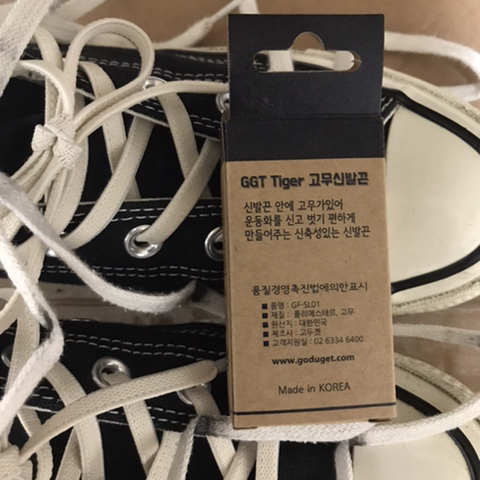 GGT Tiger 고무신발끈
신발끈 안에 고무가있어
운동화를 신고 벗기 편하게
만들어주는 신축성있는 신발끈
품질경영촉진법에의한표시
■ 품명 : GF-SL01
■ 재질 : 폴리에스테르, 고무
■ 원산지 : 대한민국
■ 제조사 : 고두겟
■ 고객지원실 : 02 6334 6400
www.goduget.com
Made in KOREA